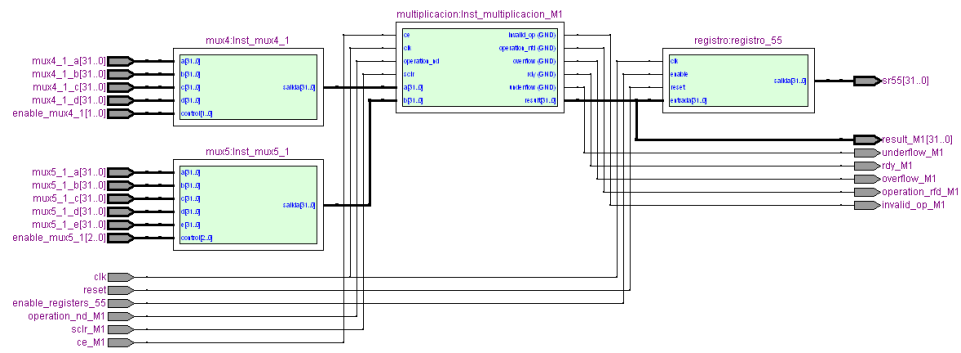 multiplicacion:Inst_multiplicacion_M1
mux4:Inst_mux4_1
mux4_1_a[31..0]
mux4_1_b[31..0]
mux4_1_c[31..0]
mux4_1_d[31..0]
enable_mux4_1[1..0]
a[31..0]
b[31..0]
c[31..0]
d[31..0]
control[1..0]
salida[31..0]
mux5:Inst_mux5_1
mux5_1_a[31..0]
mux5_1_b[31..0]
mux5_1_c[31..0]
mux5_1_d[31..0]
mux5_1_e[31..0]
enable_mux5_1[2..0]
a[31..0]
b[31..0]
c[31..0]
d[31..0]
e[31..0]
control[2..0]
salida[31..0]
clk
reset
enable_registers_55
operation_nd_M1
sclr_M1
ce_M1
ce
clk
operation_nd
sclr
a[31..0]
b[31..0]
invalid_op (GND)
operation_rfd (GND)
overflow (GND)
rdy (GND)
underflow (GND)
result[31..0]
registro:registro_55
clk
enable
reset
entrada[31..0]
salida[31..0]
sr55[31..0]
result_M1[31..0]
underflow_M1
rdy_M1
overflow_M1
operation_rfd_M1
invalid_op_M1